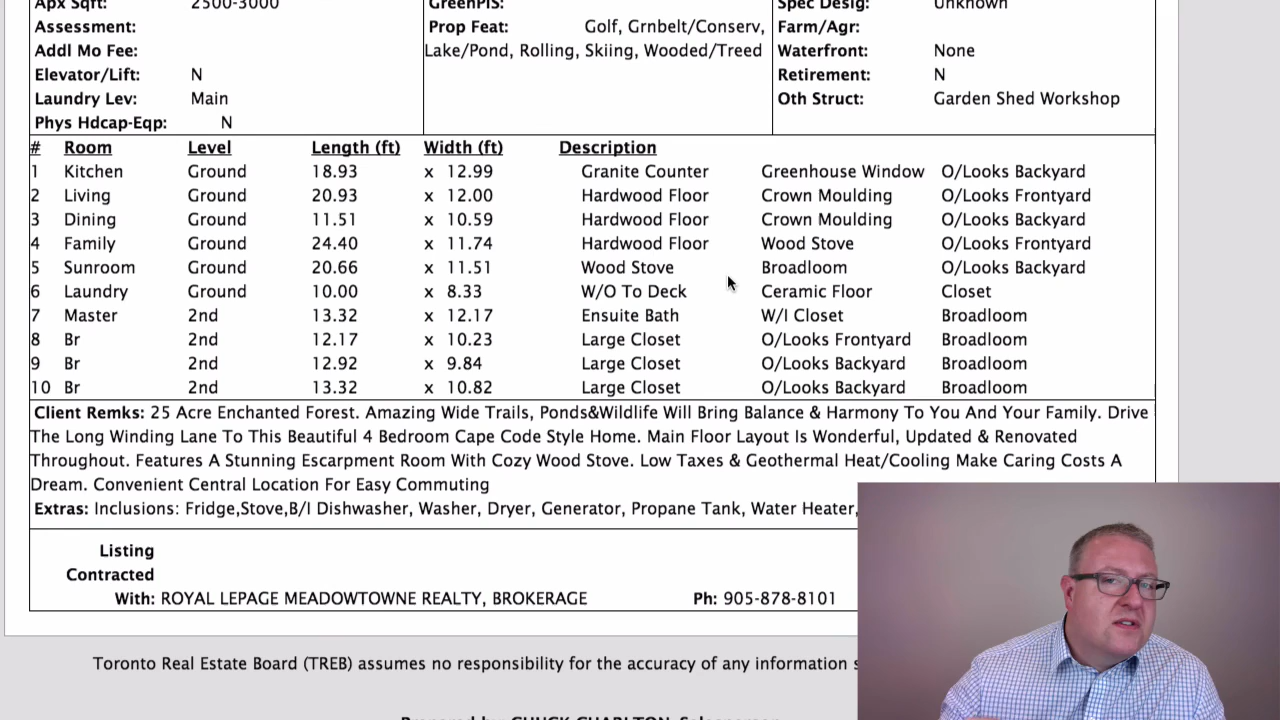 Apx Sqft: 2500-3000 GreenPIS: Spec Desig: Unknown
Assessment: Prop Feat: Golf, Grnbelt/Conserv, Farm/Agr:
Addl Mo Fee: Lake/Pond, Rolling, Skiing, Wooded/Treed Waterfront: None
Elevator/Lift: N Retirement: N
Laundry Lev: Main Oth Struct: Garden Shed Workshop
Phys Hdcap-Eqp: N
# Room Level Length (ft) Width (ft) Description
1 Kitchen Ground 18.93 x 12.99 Granite Counter Greenhouse Window O/Looks Backyard
2 Living Ground 20.93 x 12.00 Hardwood Floor Crown Moulding O/Looks Frontyard
3 Dining Ground 11.51 x 10.59 Hardwood Floor Crown Moulding O/Looks Backyard
4 Family Ground 24.40 x 11.74 Hardwood Floor Wood Stove O/Looks Frontyard
5 Sunroom Ground 20.66 x 11.51 Wood Stove Broadloom O/Looks Backyard
6 Laundry Ground 10.00 x 8.33 W/O To Deck Ceramic Floor Closet
7 Master 2nd 13.32 x 12.17 Ensuite Bath W/I Closet Broadloom
8 Br 2nd 12.17 x 10.23 Large Closet O/Looks Frontyard Broadloom
9 Br 2nd 12.92 x 9.84 Large Closet O/Looks Backyard Broadloom
10 Br 2nd 13.32 x 10.82 Large Closet O/Looks Backyard Broadloom
Client Remks: 25 Acre Enchanted Forest. Amazing Wide Trails, Ponds&Wildlife Will Bring Balance & Harmony To You And Your Family. Drive
The Long Winding Lane To This Beautiful 4 Bedroom Cape Code Style Home. Main Floor Layout Is Wonderful, Updated & Renovated
Throughout. Features A Stunning Escarpment Room With Cozy Wood Stove. Low Taxes & Geothermal Heat/Cooling Make Caring Costs A
Dream. Convenient Central Location For Easy Commuting
Extras: Inclusions: Fridge,Stove,B/I Dishwasher, Washer, Dryer, Generator, Propane Tank, Water Heater,
Listing
Contracted
With: ROYAL LEPAGE MEADOWTOWNE REALTY, BROKERAGE Ph: 905-878-8101
Toronto Real Estate Board (TREB) assumes no responsibility for the accuracy of any information
Prepared by: CHUCK CHARLTON, Salesperson